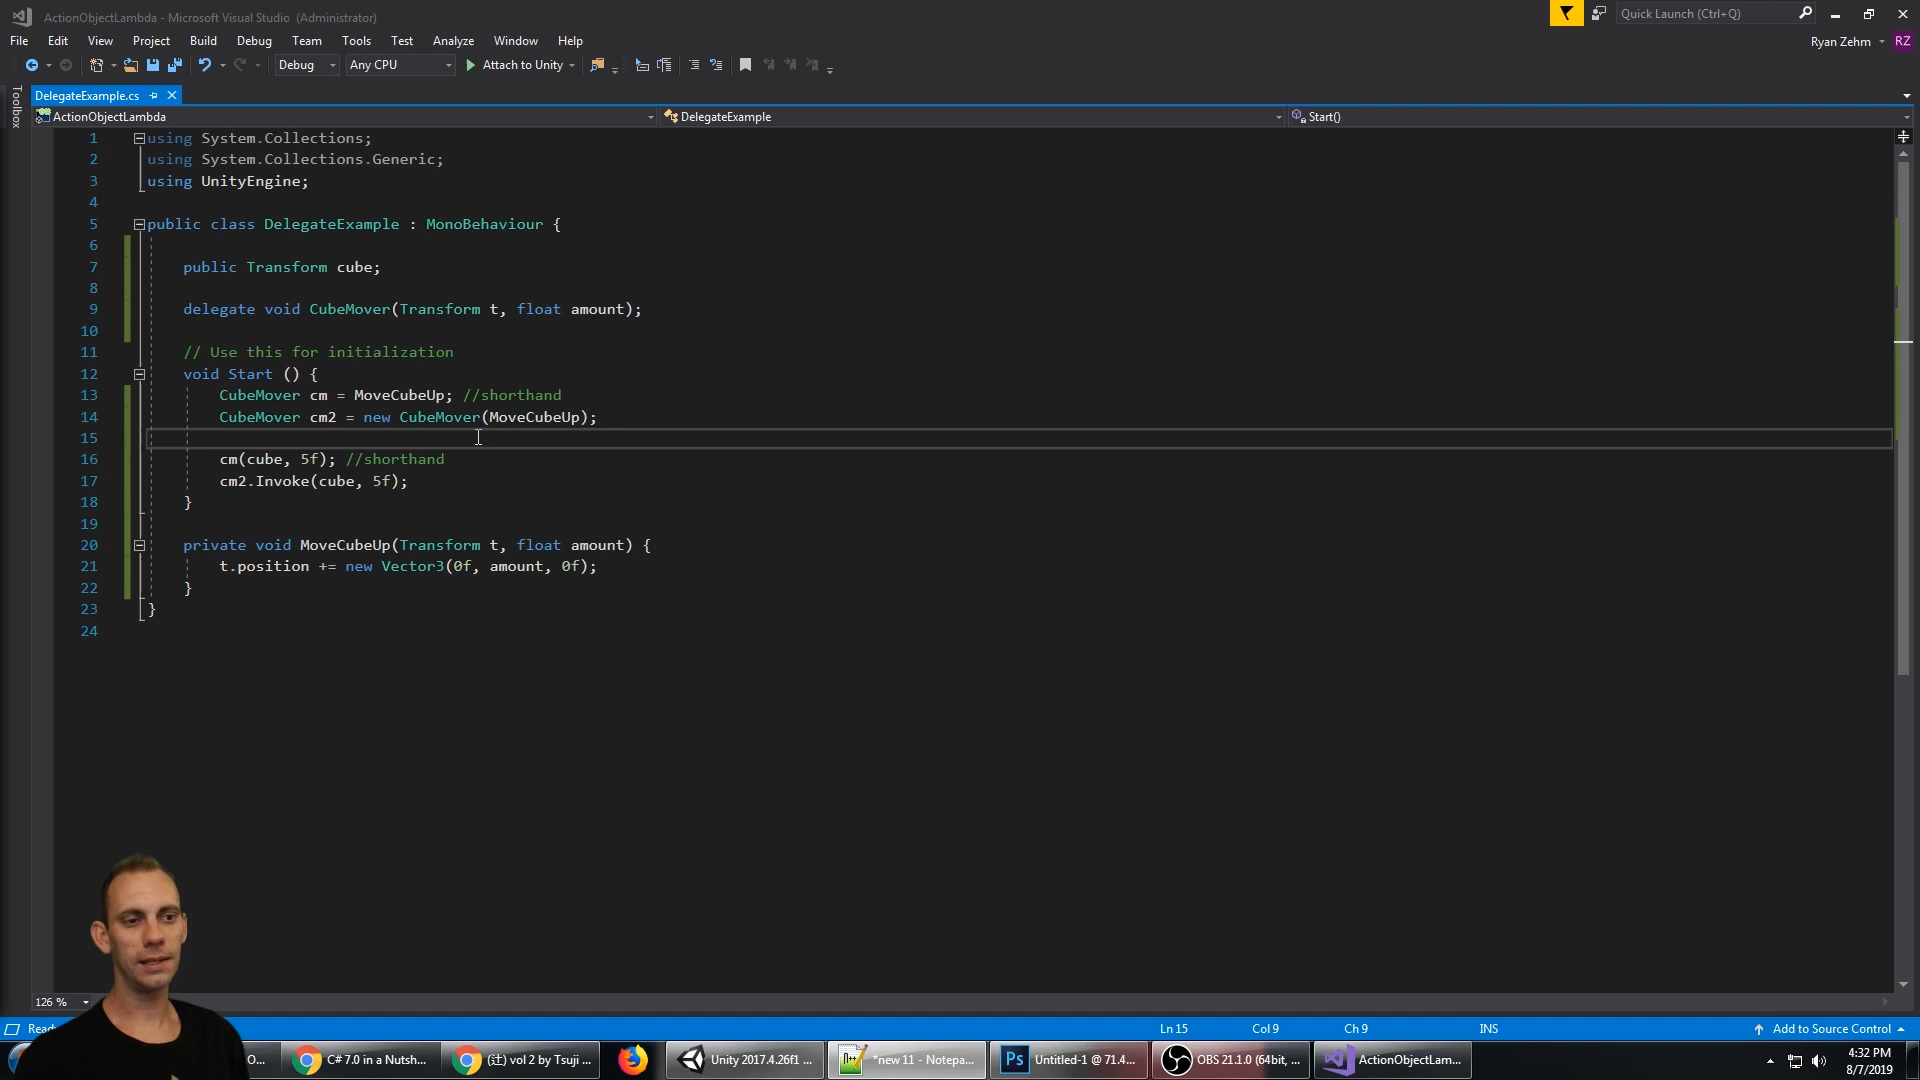 ActionObjectLambda - Microsoft Visual Studio (Administrator)
Quick Launch (Ctrl+Q)
File Edit View Project Build Debug Team Tools Test Analyze Window Help
Ryan Zehm RZ
Debug Any CPU Attach to Unity
Toolbox
DelegateExample.cs
ActionObjectLambda DelegateExample Start()
1 using System.Collections;
2 using System.Collections.Generic;
3 using UnityEngine;
4
5 public class DelegateExample : MonoBehaviour {
6
7 public Transform cube;
8
9 delegate void CubeMover(Transform t, float amount);
10
11 // Use this for initialization
12 void Start () {
13 CubeMover cm = MoveCubeUp; //shorthand
14 CubeMover cm2 = new CubeMover(MoveCubeUp);
15
16 cm(cube, 5f); //shorthand
17 cm2.Invoke(cube, 5f);
18 }
19
20 private void MoveCubeUp(Transform t, float amount) {
21 t.position += new Vector3(0f, amount, 0f);
22 }
23 }
24
126 %
Ln 15 Col 9 Ch 9 INS Add to Source Control
O... C# 7.0 in a Nutsh... (辻) vol 2 by Tsuji ... Unity 2017.4.26f1 ... *new 11 - Notepa... Ps Untitled-1 @ 71.4... OBS 21.1.0 (64bit, ... ActionObjectLam...
4:32 PM
8/7/2019